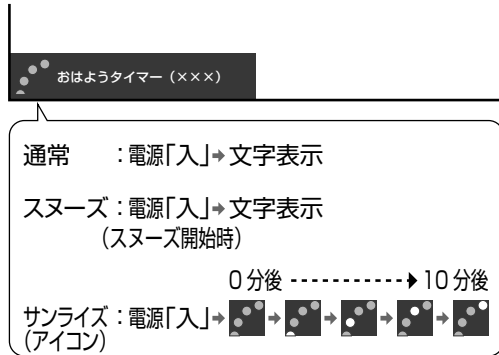 おはようタイマー（×××）
通常　：電源「入」➔文字表示
スヌーズ：電源「入」➔文字表示
（スヌーズ開始時）
0分後 ------------▶10分後
サンライズ：電源「入」➔ ➔ ➔ ➔ ➔
（アイコン）